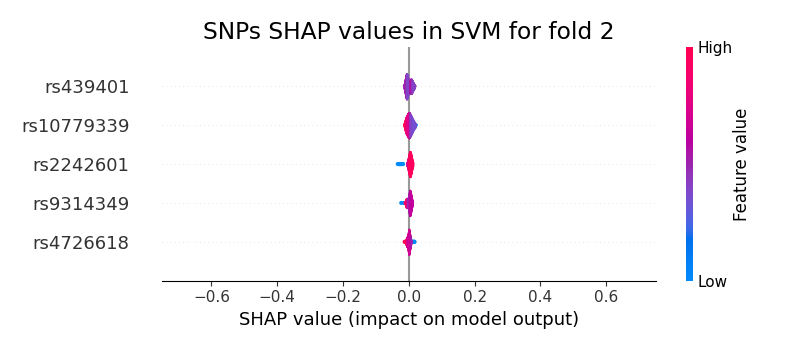 SNPs SHAP values in SVM for fold 2
High
rs439401
rs10779339
rs2242601
rs9314349
rs4726618
Feature value
Low
−0.6 −0.4 −0.2 0.0 0.2 0.4 0.6
SHAP value (impact on model output)